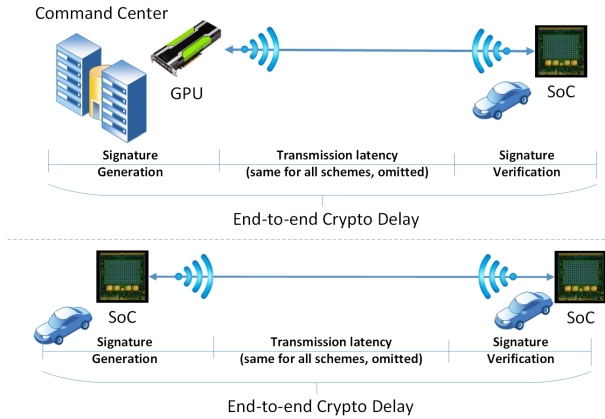 Command Center
GPU
SoC
Signature
Generation
Transmission latency
(same for all schemes, omitted)
Signature
Verification
End-to-end Crypto Delay
SoC
SoC
Signature
Generation
Transmission latency
(same for all schemes, omitted)
Signature
Verification
End-to-end Crypto Delay